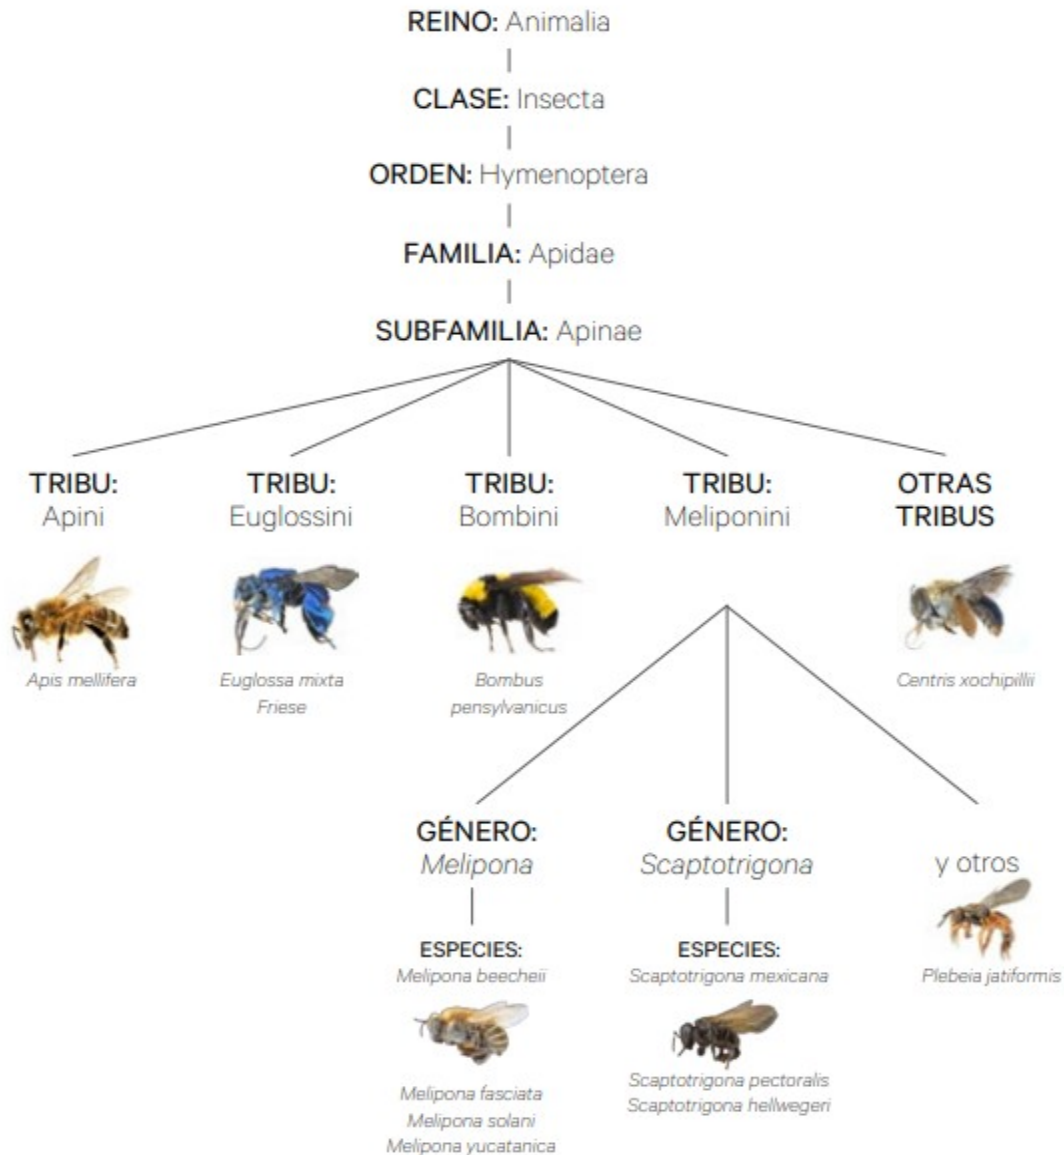 REINO: Animalia
CLASE: Insecta
ORDEN: Hymenoptera
FAMILIA: Apidae
SUBFAMILIA: Apinae
TRIBU:
Apini
TRIBU:
Euglossini
TRIBU:
Bombini
TRIBU:
Meliponini
OTRAS
TRIBUS
Apis mellifera
Euglossa mixta
Friese
Bombus
pensylvanicus
Centris xochipillii
GÉNERO:
Melipona
GÉNERO:
Scaptotrigona
y otros
ESPECIES:
Melipona beecheii
ESPECIES:
Scaptotrigona mexicana
Plebeia jatiformis
Melipona fasciata
Melipona solani
Melipona yucatanica
Scaptotrigona pectoralis
Scaptotrigona hellwegeri